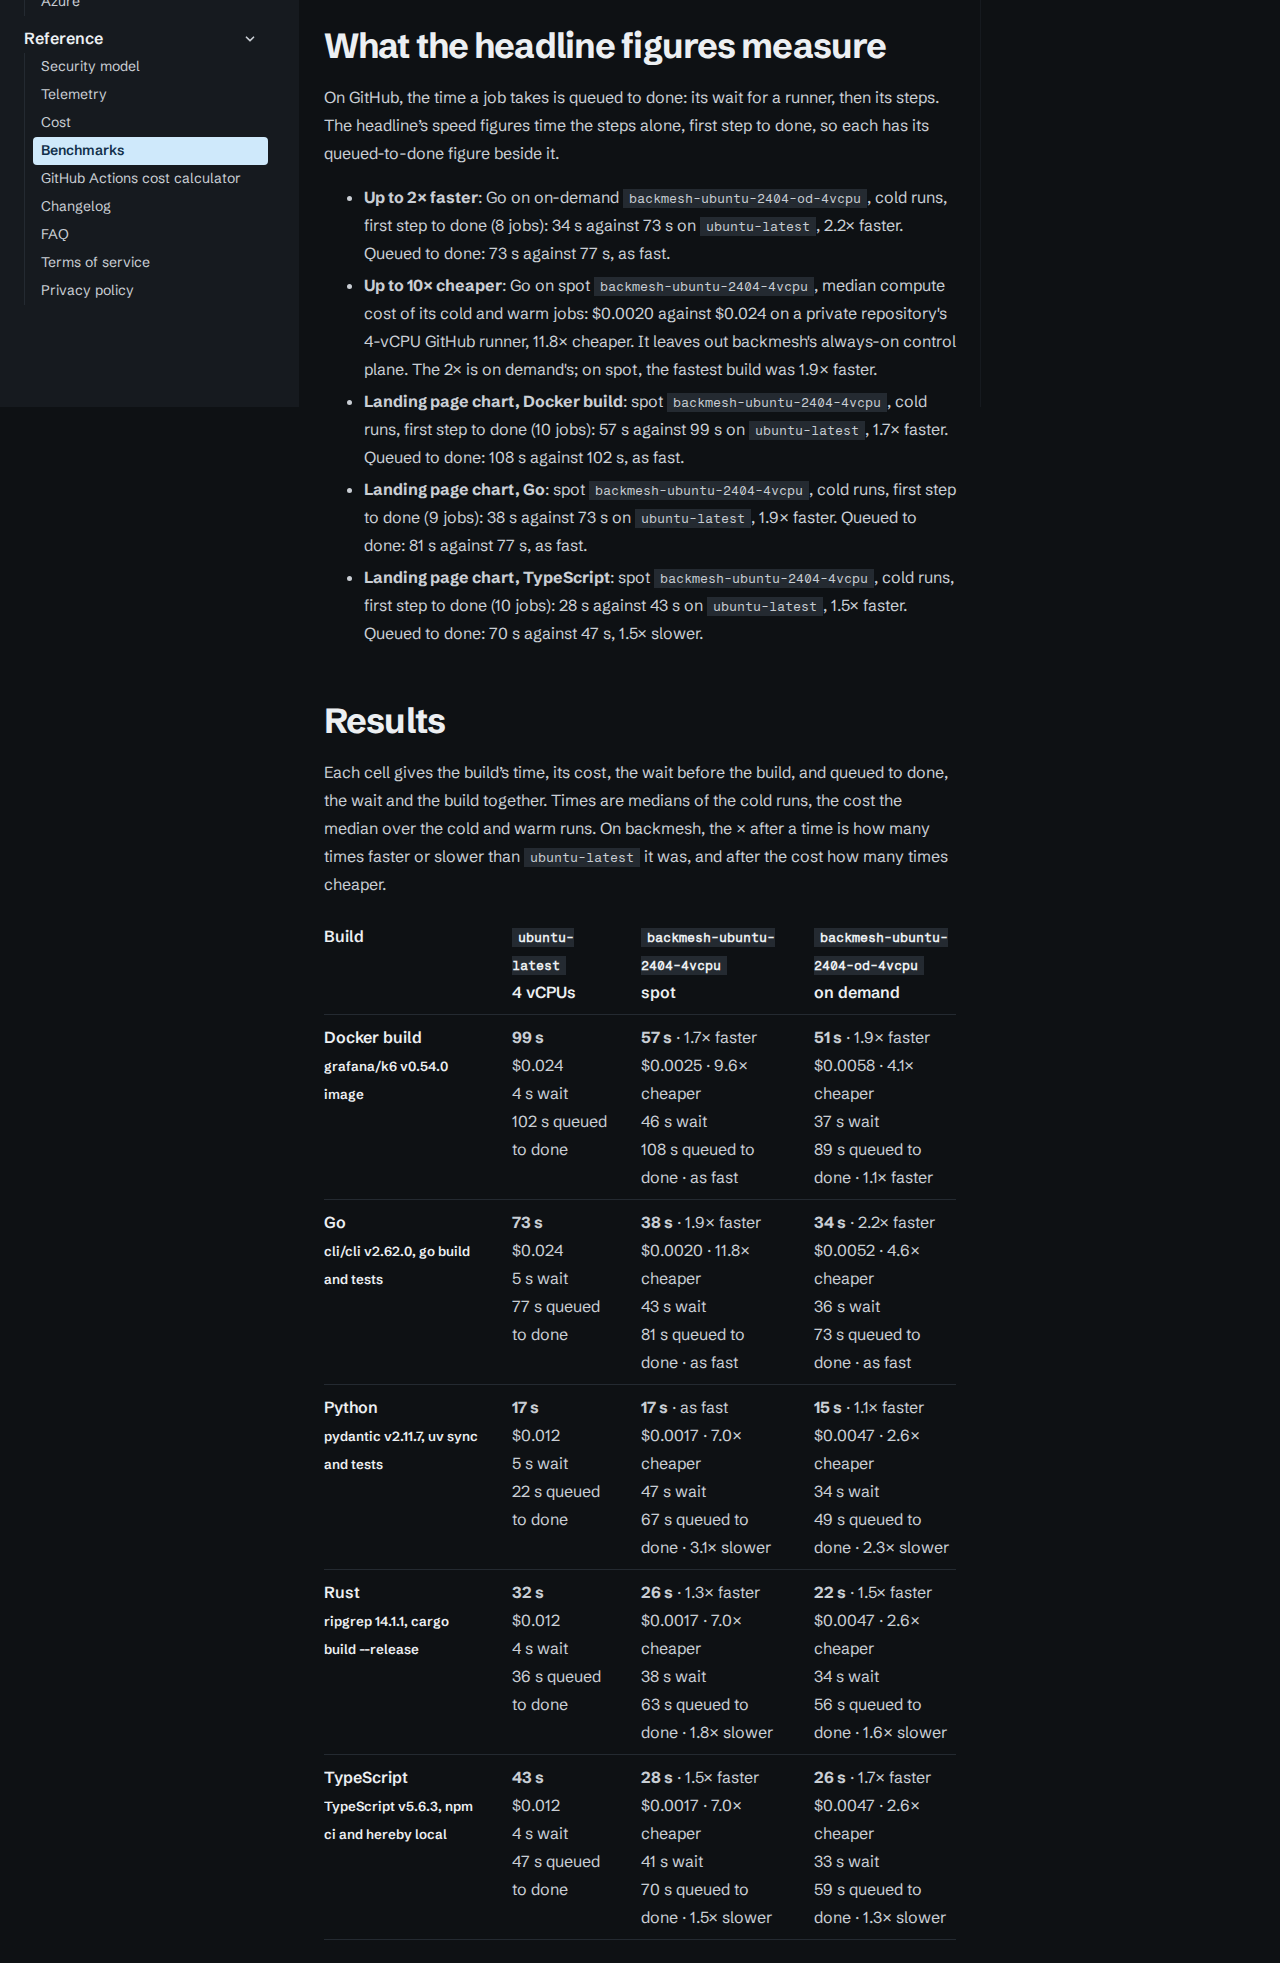 Azure
Reference
Security model
Telemetry
Cost
Benchmarks
GitHub Actions cost calculator
Changelog
FAQ
Terms of service
Privacy policy
What the headline figures measure
On GitHub, the time a job takes is queued to done: its wait for a runner, then its steps.
The headline’s speed figures time the steps alone, first step to done, so each has its
queued-to-done figure beside it.
• Up to 2× faster: Go on on-demand backmesh-ubuntu-2404-od-4vcpu, cold runs,
first step to done (8 jobs): 34 s against 73 s on ubuntu-latest, 2.2× faster.
Queued to done: 73 s against 77 s, as fast.
• Up to 10× cheaper: Go on spot backmesh-ubuntu-2404-4vcpu, median compute
cost of its cold and warm jobs: $0.0020 against $0.024 on a private repository's
4-vCPU GitHub runner, 11.8× cheaper. It leaves out backmesh's always-on control
plane. The 2× is on demand's; on spot, the fastest build was 1.9× faster.
• Landing page chart, Docker build: spot backmesh-ubuntu-2404-4vcpu, cold
runs, first step to done (10 jobs): 57 s against 99 s on ubuntu-latest, 1.7× faster.
Queued to done: 108 s against 102 s, as fast.
• Landing page chart, Go: spot backmesh-ubuntu-2404-4vcpu, cold runs, first step
to done (9 jobs): 38 s against 73 s on ubuntu-latest, 1.9× faster. Queued to
done: 81 s against 77 s, as fast.
• Landing page chart, TypeScript: spot backmesh-ubuntu-2404-4vcpu, cold runs,
first step to done (10 jobs): 28 s against 43 s on ubuntu-latest, 1.5× faster.
Queued to done: 70 s against 47 s, 1.5× slower.
Results
Each cell gives the build’s time, its cost, the wait before the build, and queued to done,
the wait and the build together. Times are medians of the cold runs, the cost the
median over the cold and warm runs. On backmesh, the × after a time is how many
times faster or slower than ubuntu-latest it was, and after the cost how many times
cheaper.
Build
ubuntu-
latest
4 vCPUs
backmesh-ubuntu-
2404-4vcpu
spot
backmesh-ubuntu-
2404-od-4vcpu
on demand
Docker build
grafana/k6 v0.54.0
image
99 s
$0.024
4 s wait
102 s queued
to done
57 s · 1.7× faster
$0.0025 · 9.6×
cheaper
46 s wait
108 s queued to
done · as fast
51 s · 1.9× faster
$0.0058 · 4.1×
cheaper
37 s wait
89 s queued to
done · 1.1× faster
Go
cli/cli v2.62.0, go build
and tests
73 s
$0.024
5 s wait
77 s queued
to done
38 s · 1.9× faster
$0.0020 · 11.8×
cheaper
43 s wait
81 s queued to
done · as fast
34 s · 2.2× faster
$0.0052 · 4.6×
cheaper
36 s wait
73 s queued to
done · as fast
Python
pydantic v2.11.7, uv sync
and tests
17 s
$0.012
5 s wait
22 s queued
to done
17 s · as fast
$0.0017 · 7.0×
cheaper
47 s wait
67 s queued to
done · 3.1× slower
15 s · 1.1× faster
$0.0047 · 2.6×
cheaper
34 s wait
49 s queued to
done · 2.3× slower
Rust
ripgrep 14.1.1, cargo
build --release
32 s
$0.012
4 s wait
36 s queued
to done
26 s · 1.3× faster
$0.0017 · 7.0×
cheaper
38 s wait
63 s queued to
done · 1.8× slower
22 s · 1.5× faster
$0.0047 · 2.6×
cheaper
34 s wait
56 s queued to
done · 1.6× slower
TypeScript
TypeScript v5.6.3, npm
ci and hereby local
43 s
$0.012
4 s wait
47 s queued
to done
28 s · 1.5× faster
$0.0017 · 7.0×
cheaper
41 s wait
70 s queued to
done · 1.5× slower
26 s · 1.7× faster
$0.0047 · 2.6×
cheaper
33 s wait
59 s queued to
done · 1.3× slower